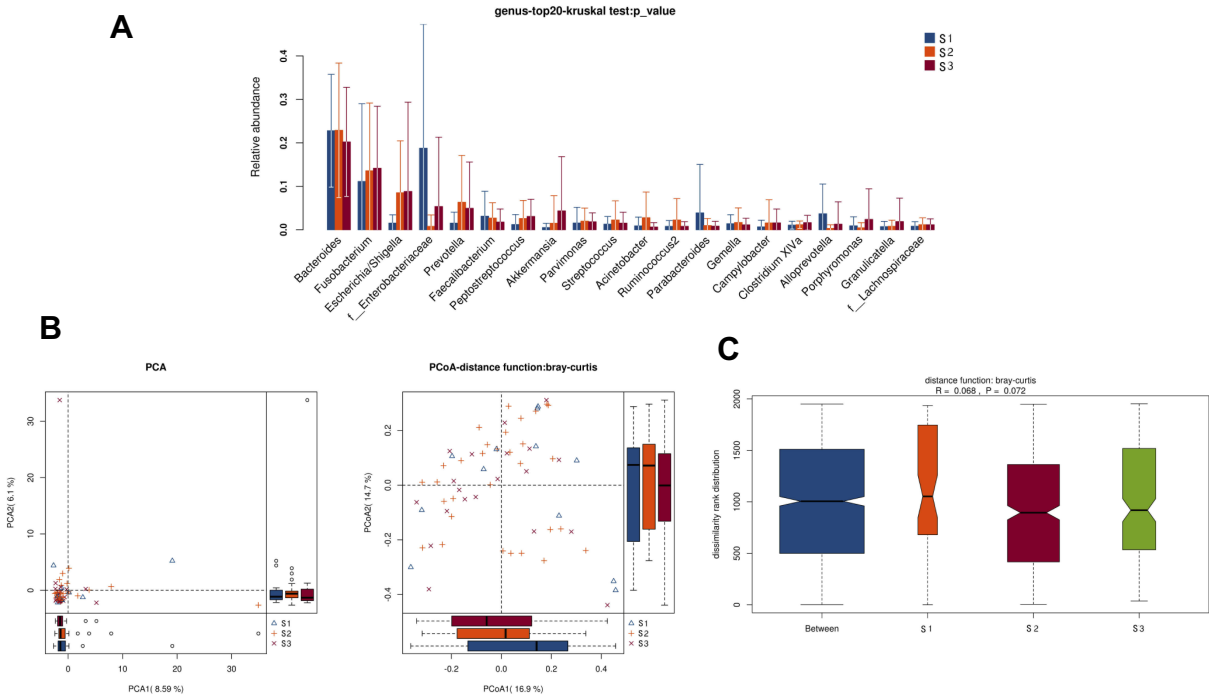 A
genus-top20-kruskal test:p_value
Relative abundance
0.4
0.3
0.2
0.1
0.0
S1
S2
S3
Bacteroides
Fusobacterium
Escherichia/Shigella
f__Enterobacteriaceae
Prevotella
Faecalibacterium
Peptostreptococcus
Akkermansia
Parvimonas
Streptococcus
Acinetobacter
Ruminococcus2
Parabacteroides
Gemella
Campylobacter
Clostridium XIVa
Alloprevotella
Porphyromonas
Granulicatella
f__Lachnospiraceae
B
PCA
PCA2( 6.1 %)
30
20
10
0
0 10 20 30
PCA1( 8.59 %)
S1
S2
S3
PCoA-distance function:bray-curtis
PCoA2( 14.7 %)
0.2
0.0
-0.2
-0.4
-0.2 0.0 0.2 0.4
PCoA1( 16.9 %)
S1
S2
S3
C
distance function: bray-curtis
R = 0.068 , P = 0.072
dissimilarity rank distribution
2000
1500
1000
500
0
Between S1 S2 S3